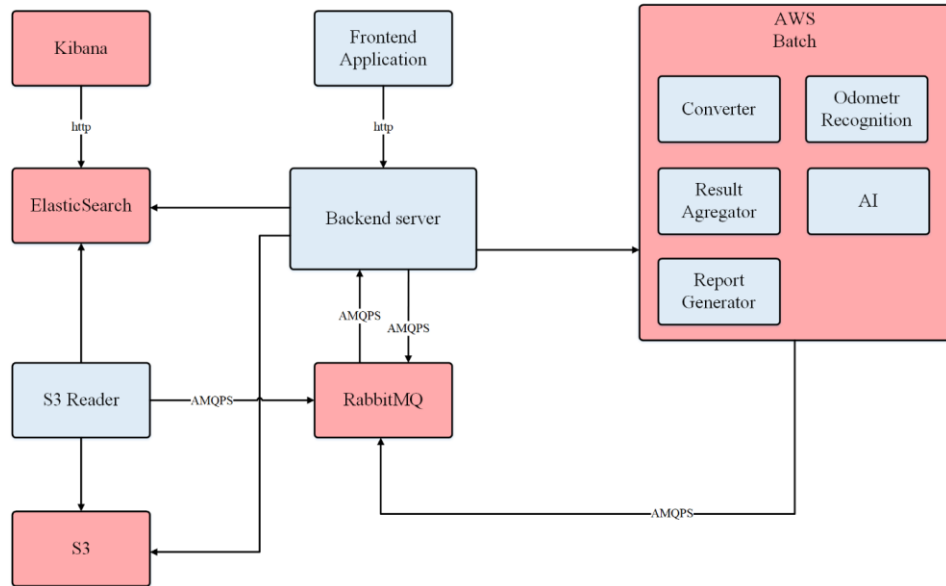 Kibana
Frontend
Application
AWS
Batch
Converter
Odometr
Recognition
http
http
ElasticSearch
Backend server
Result
Agregator
AI
Report
Generator
AMQPS
AMQPS
S3 Reader
AMQPS
RabbitMQ
AMQPS
S3